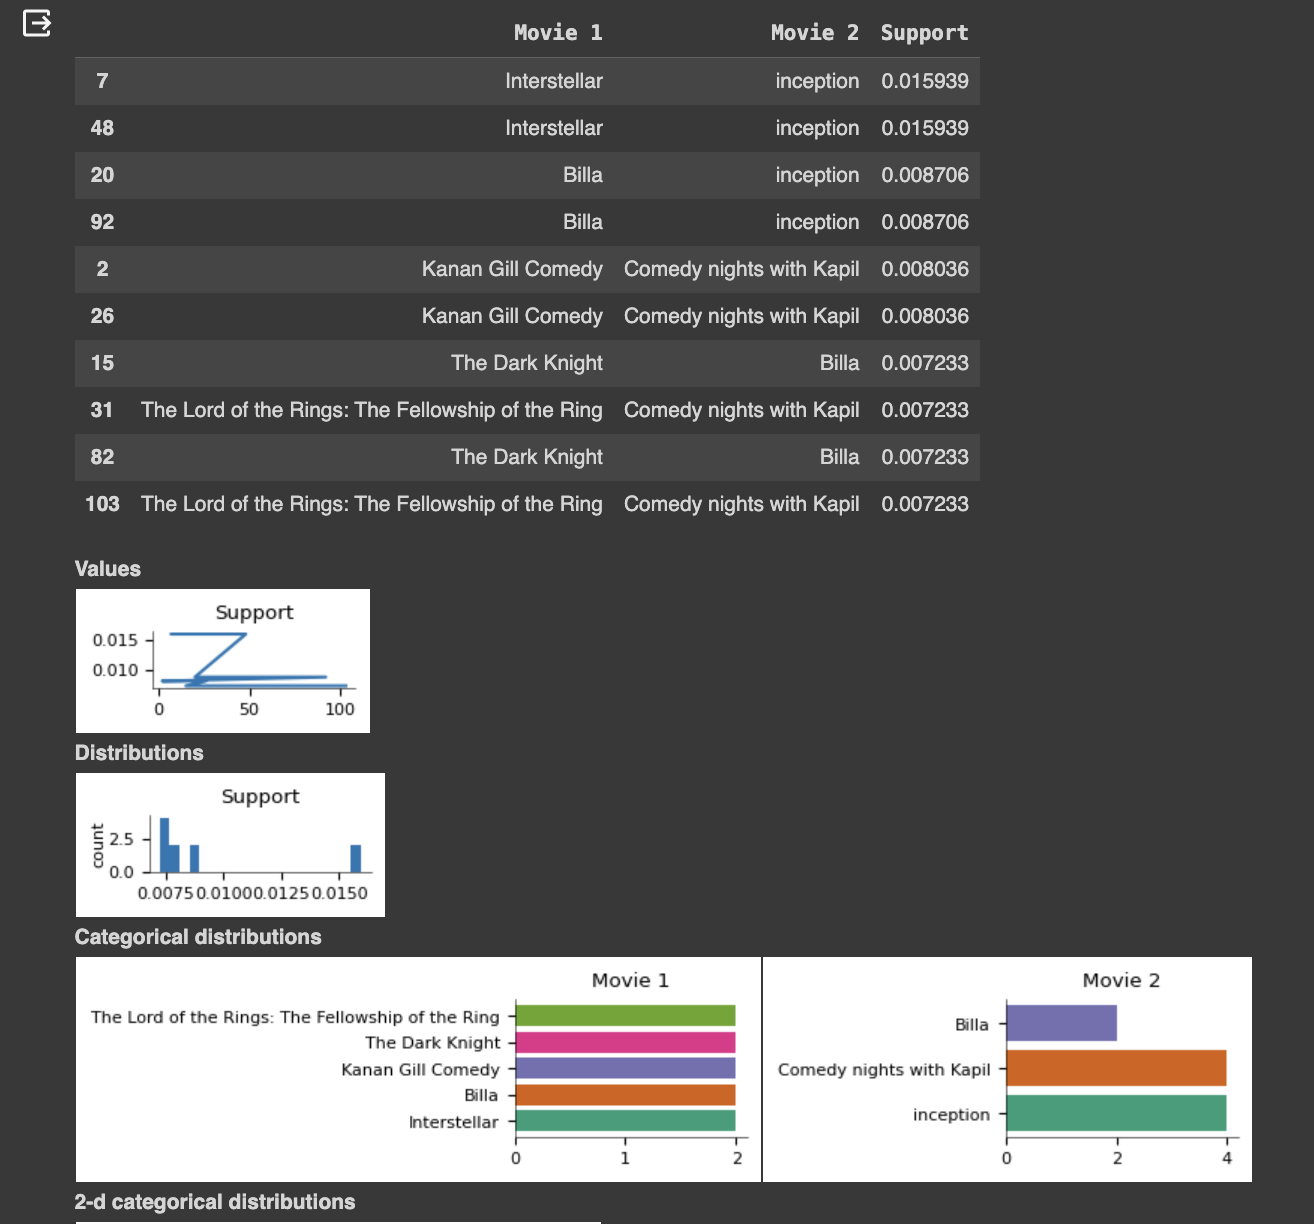 Movie 1 Movie 2 Support
7 Interstellar inception 0.015939
48 Interstellar inception 0.015939
20 Billa inception 0.008706
92 Billa inception 0.008706
2 Kanan Gill Comedy Comedy nights with Kapil 0.008036
26 Kanan Gill Comedy Comedy nights with Kapil 0.008036
15 The Dark Knight Billa 0.007233
31 The Lord of the Rings: The Fellowship of the Ring Comedy nights with Kapil 0.007233
82 The Dark Knight Billa 0.007233
103 The Lord of the Rings: The Fellowship of the Ring Comedy nights with Kapil 0.007233
Values
Support
0.015
0.010
0 50 100
Distributions
Support
count
2.5
0.0
0.0075 0.0100 0.0125 0.0150
Categorical distributions
Movie 1
The Lord of the Rings: The Fellowship of the Ring
The Dark Knight
Kanan Gill Comedy
Billa
Interstellar
0 1 2
Movie 2
Billa
Comedy nights with Kapil
inception
0 2 4
2-d categorical distributions